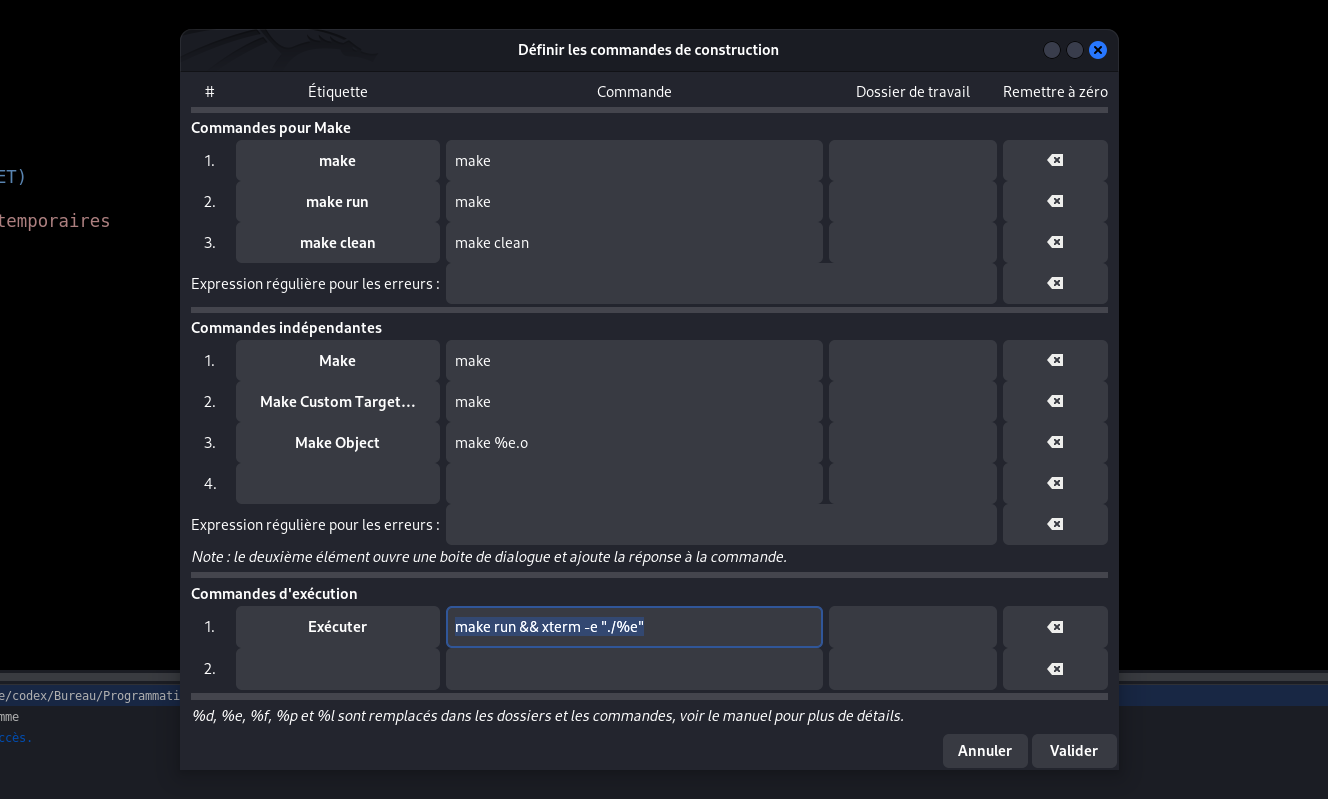 Définir les commandes de construction
# Étiquette Commande Dossier de travail Remettre à zéro
Commandes pour Make
ET)
1. make make
2. make run make
temporaires
3. make clean make clean
Expression régulière pour les erreurs :
Commandes indépendantes
1. Make make
2. Make Custom Target... make
3. Make Object make %e.o
4.
Expression régulière pour les erreurs :
Note : le deuxième élément ouvre une boite de dialogue et ajoute la réponse à la commande.
Commandes d'exécution
1. Exécuter make run && xterm -e "./%e"
2.
e/codex/Bureau/Programmati
mme
%d, %e, %f, %p et %l sont remplacés dans les dossiers et les commandes, voir le manuel pour plus de détails.
ccès.
Annuler Valider